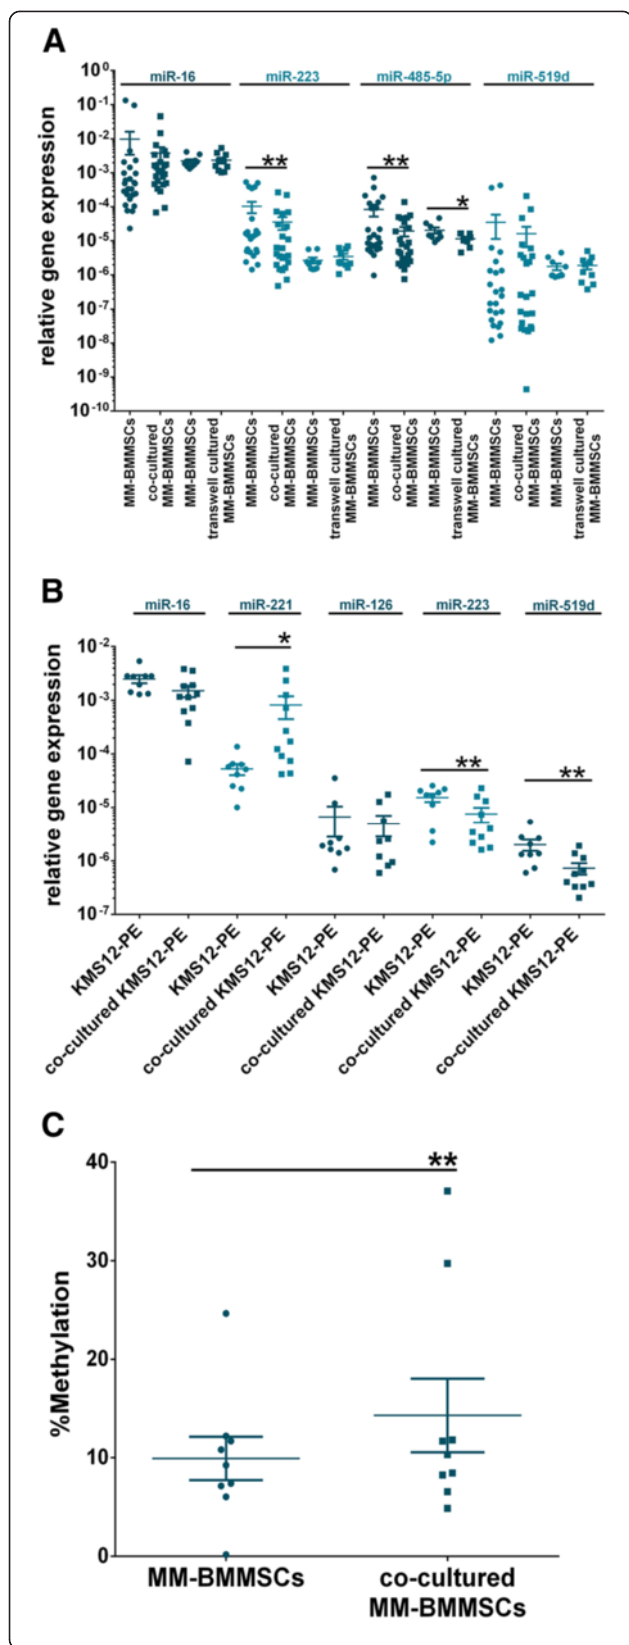 A
miR-16 miR-223 miR-485-5p miR-519d
relative gene expression
10^0
10^-1
10^-2
10^-3
10^-4
10^-5
10^-6
10^-7
10^-8
10^-9
10^-10
** ** *
MM-BMMSCs
co-cultured
MM-BMMSCs
MM-BMMSCs
transwell cultured
MM-BMMSCs
MM-BMMSCs
co-cultured
MM-BMMSCs
MM-BMMSCs
transwell cultured
MM-BMMSCs
MM-BMMSCs
co-cultured
MM-BMMSCs
MM-BMMSCs
transwell cultured
MM-BMMSCs
MM-BMMSCs
co-cultured
MM-BMMSCs
MM-BMMSCs
transwell cultured
MM-BMMSCs
B
miR-16 miR-221 miR-126 miR-223 miR-519d
relative gene expression
10^-2
10^-3
10^-4
10^-5
10^-6
10^-7
* ** **
KMS12-PE
co-cultured KMS12-PE
KMS12-PE
co-cultured KMS12-PE
KMS12-PE
co-cultured KMS12-PE
KMS12-PE
co-cultured KMS12-PE
KMS12-PE
co-cultured KMS12-PE
C
%Methylation
40
30
20
10
0
**
MM-BMMSCs
co-cultured
MM-BMMSCs